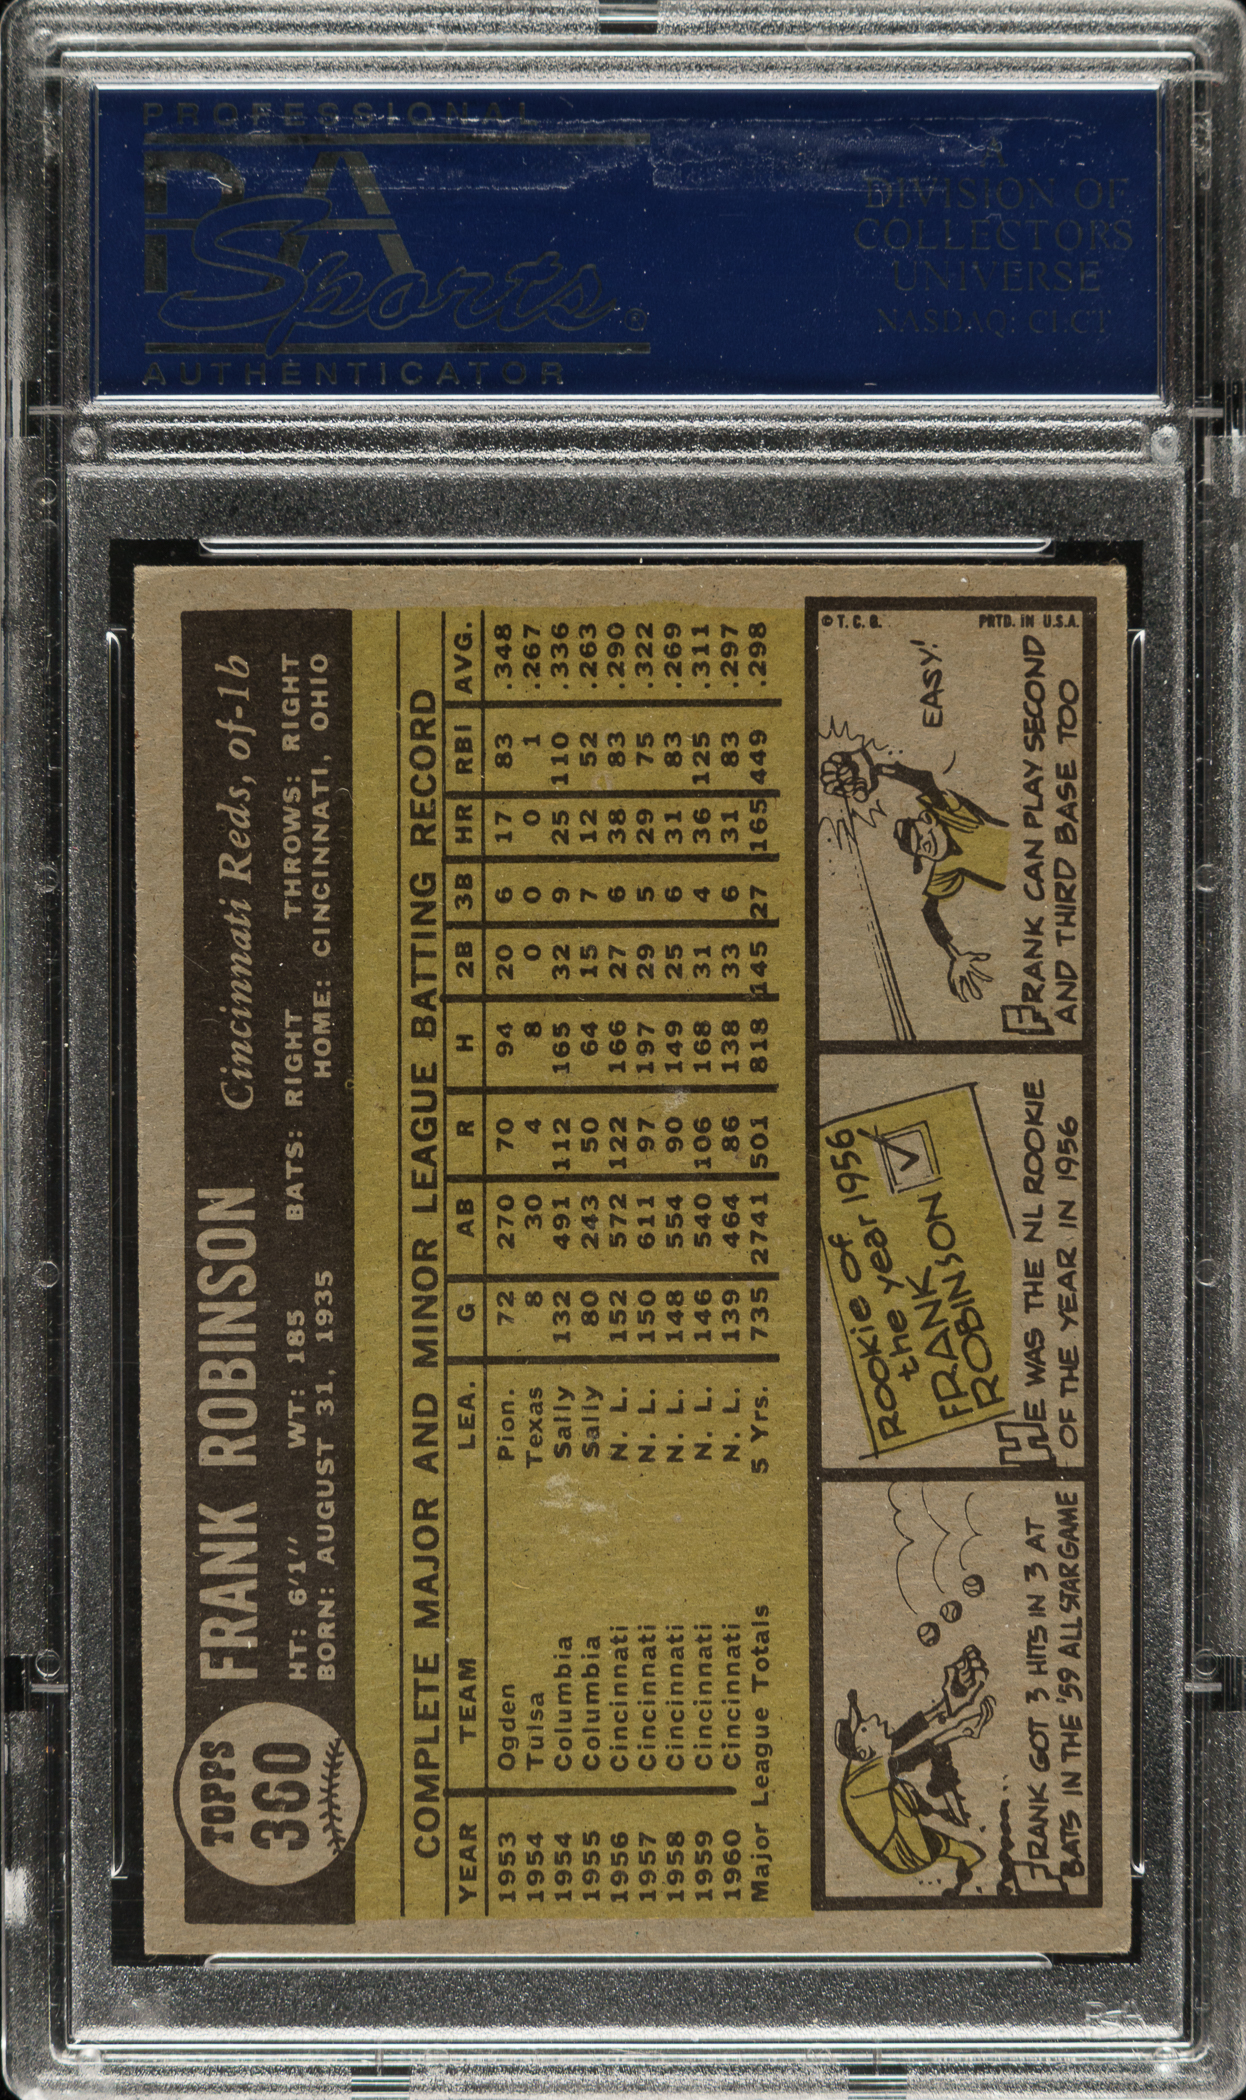 PROFESSIONAL
PSA
Sports
AUTHENTICATOR
A
DIVISION OF
COLLECTORS
UNIVERSE
NASDAQ: CLCT
TOPPS
360
FRANK ROBINSON Cincinnati Reds, of-1b
HT: 6'1" WT: 185 BATS: RIGHT THROWS: RIGHT
BORN: AUGUST 31, 1935 HOME: CINCINNATI, OHIO
COMPLETE MAJOR AND MINOR LEAGUE BATTING RECORD
YEAR TEAM LEA. G AB R H 2B 3B HR RBI AVG.
1953 Ogden Pion. 72 270 70 94 20 6 17 83 .348
1954 Tulsa Texas 8 30 4 8 0 0 0 1 .267
1954 Columbia Sally 132 491 112 165 32 9 25 110 .336
1955 Columbia Sally 80 243 50 64 15 7 12 52 .263
1956 Cincinnati N. L. 152 572 122 166 27 6 38 83 .290
1957 Cincinnati N. L. 150 611 97 197 29 5 29 75 .322
1958 Cincinnati N. L. 148 554 90 149 25 6 31 83 .269
1959 Cincinnati N. L. 146 540 106 168 31 4 36 125 .311
1960 Cincinnati N. L. 139 464 86 138 33 6 31 83 .297
Major League Totals 5 Yrs. 735 2741 501 818 145 27 165 449 .298
FRANK GOT 3 HITS IN 3 AT
BATS IN THE '59 ALL STAR GAME
ROOKIE OF
the year 1956
FRANK
ROBINSON
HE WAS THE NL ROOKIE
OF THE YEAR IN 1956
© T. C. G. PRTD. IN U.S.A.
EASY!
FRANK CAN PLAY SECOND
AND THIRD BASE TOO
PSA